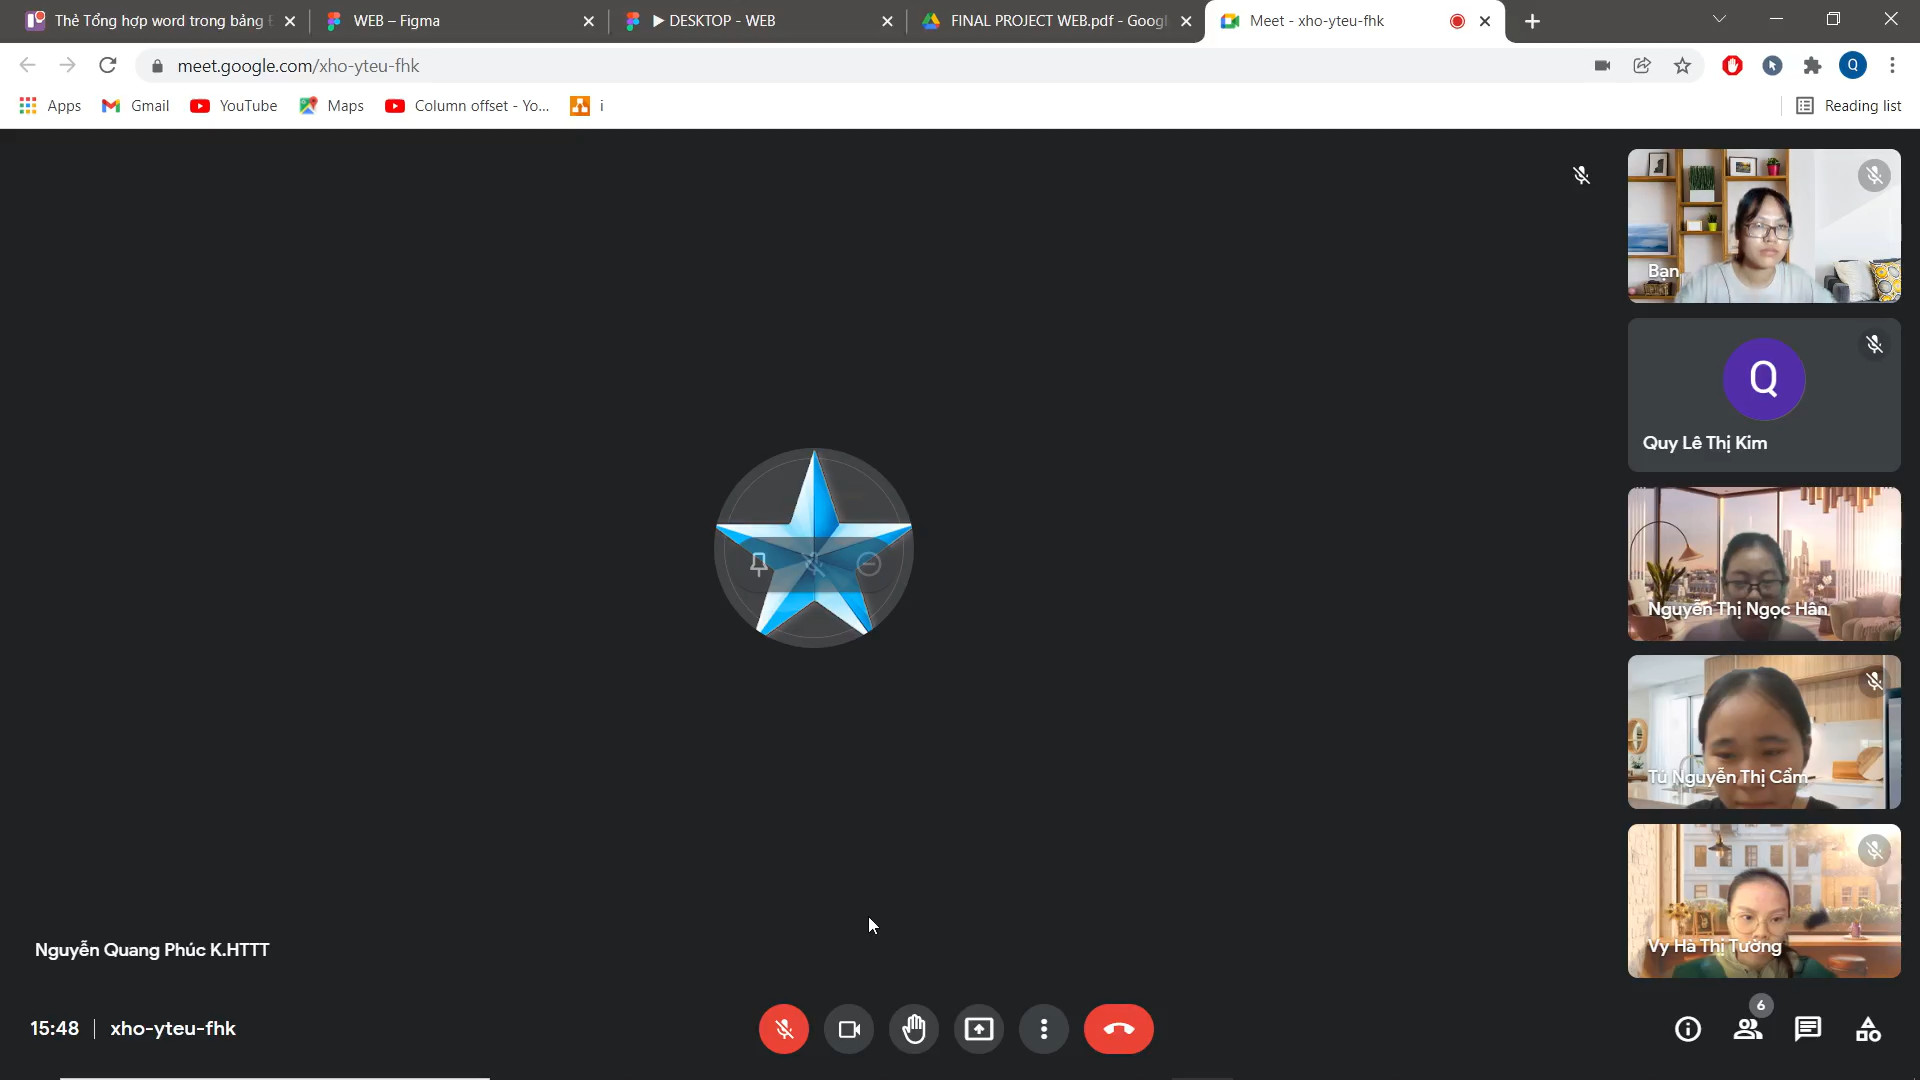 Thẻ Tổng hợp word trong bảng
WEB – Figma
▶ DESKTOP - WEB
FINAL PROJECT WEB.pdf - Googl
Meet - xho-yteu-fhk
meet.google.com/xho-yteu-fhk
Q
Apps
Gmail
YouTube
Maps
Column offset - Yo...
i
Reading list
Bạn
Q
Quy Lê Thị Kim
Nguyễn Thị Ngọc Hân
Tú Nguyễn Thị Cẩm
Vy Hà Thị Tường
Nguyễn Quang Phúc K.HTTT
15:48
xho-yteu-fhk
6